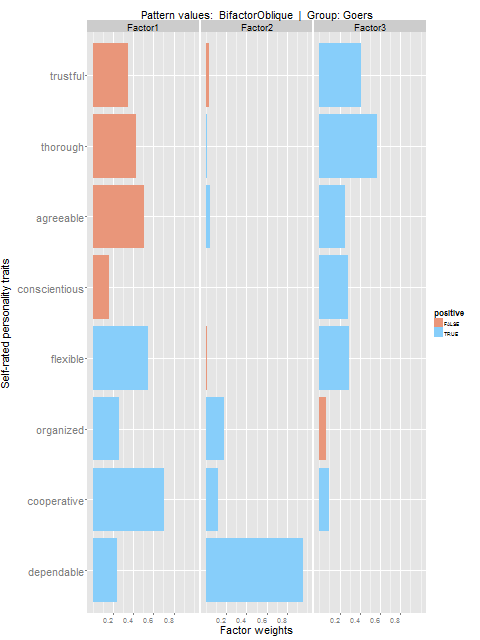 Pattern values: BifactorOblique | Group: Goers
Factor1 Factor2 Factor3
Self-rated personality traits
trustful
thorough
agreeable
conscientious
flexible
organized
cooperative
dependable
0.2 0.4 0.6 0.8 0.2 0.4 0.6 0.8 0.2 0.4 0.6 0.8
Factor weights
positive
FALSE
TRUE